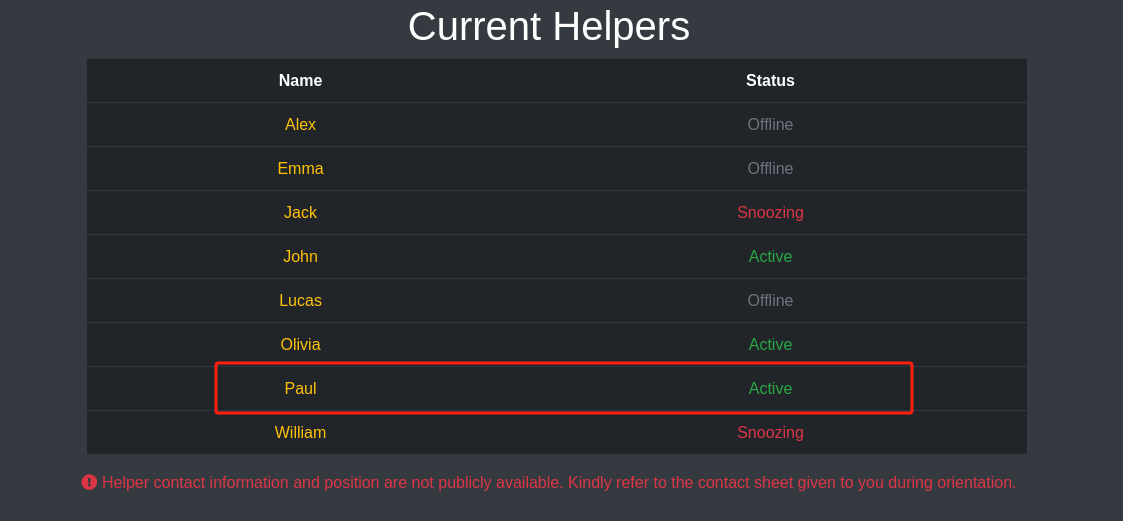 Current Helpers
Name Status
Alex Offline
Emma Offline
Jack Snoozing
John Active
Lucas Offline
Olivia Active
Paul Active
William Snoozing
Helper contact information and position are not publicly available. Kindly refer to the contact sheet given to you during orientation.